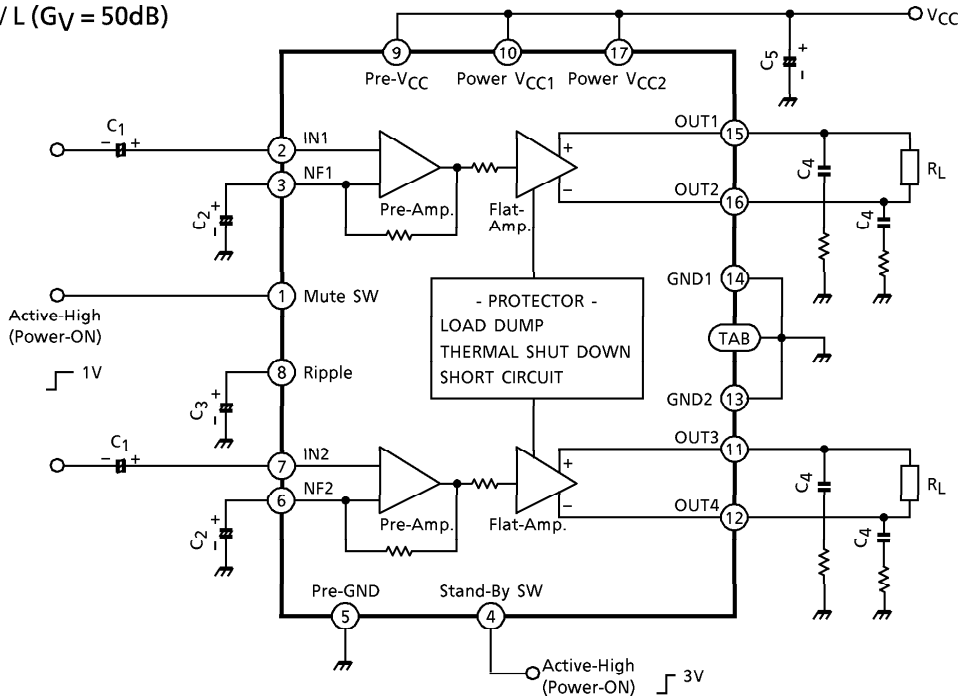 / L (GV = 50dB)
VCC
9
10
17
Pre-VCC
Power VCC1
Power VCC2
C5
+
-
C1
- +
2
IN1
3
NF1
C2
+
-
Pre-Amp.
Flat-
Amp.
+
-
OUT1
15
OUT2
16
C4
C4
RL
1
Mute SW
Active-High
(Power-ON)
1V
8
Ripple
C3
+
-
- PROTECTOR -
LOAD DUMP
THERMAL SHUT DOWN
SHORT CIRCUIT
GND1
14
TAB
GND2
13
C1
- +
7
IN2
6
NF2
C2
+
-
Pre-Amp.
Flat-Amp.
+
-
OUT3
11
OUT4
12
C4
C4
RL
Pre-GND
5
Stand-By SW
4
Active-High
(Power-ON)
3V